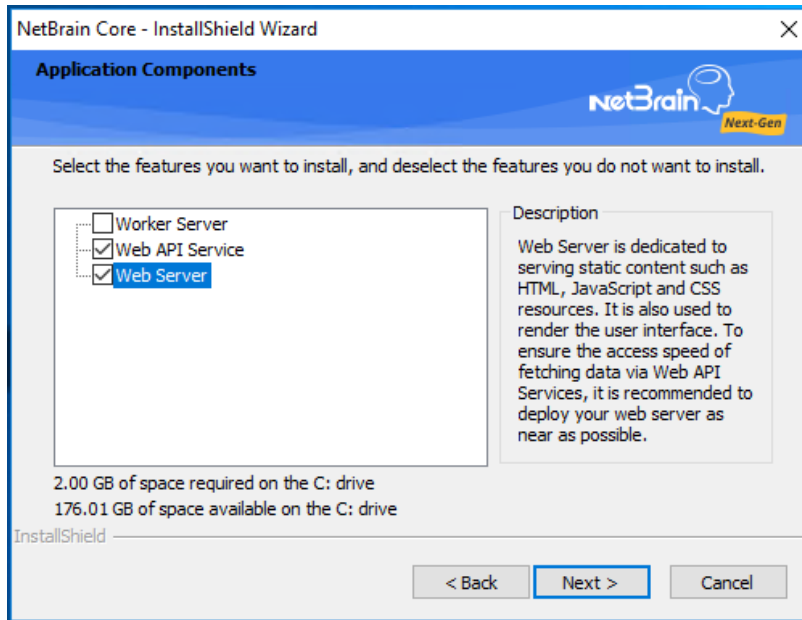 NetBrain Core - InstallShield Wizard
Application Components
NetBrain
Next-Gen
Select the features you want to install, and deselect the features you do not want to install.
Worker Server
Web API Service
Web Server
Description
Web Server is dedicated to
serving static content such as
HTML, JavaScript and CSS
resources. It is also used to
render the user interface. To
ensure the access speed of
fetching data via Web API
Services, it is recommended to
deploy your web server as
near as possible.
2.00 GB of space required on the C: drive
176.01 GB of space available on the C: drive
InstallShield
< Back
Next >
Cancel